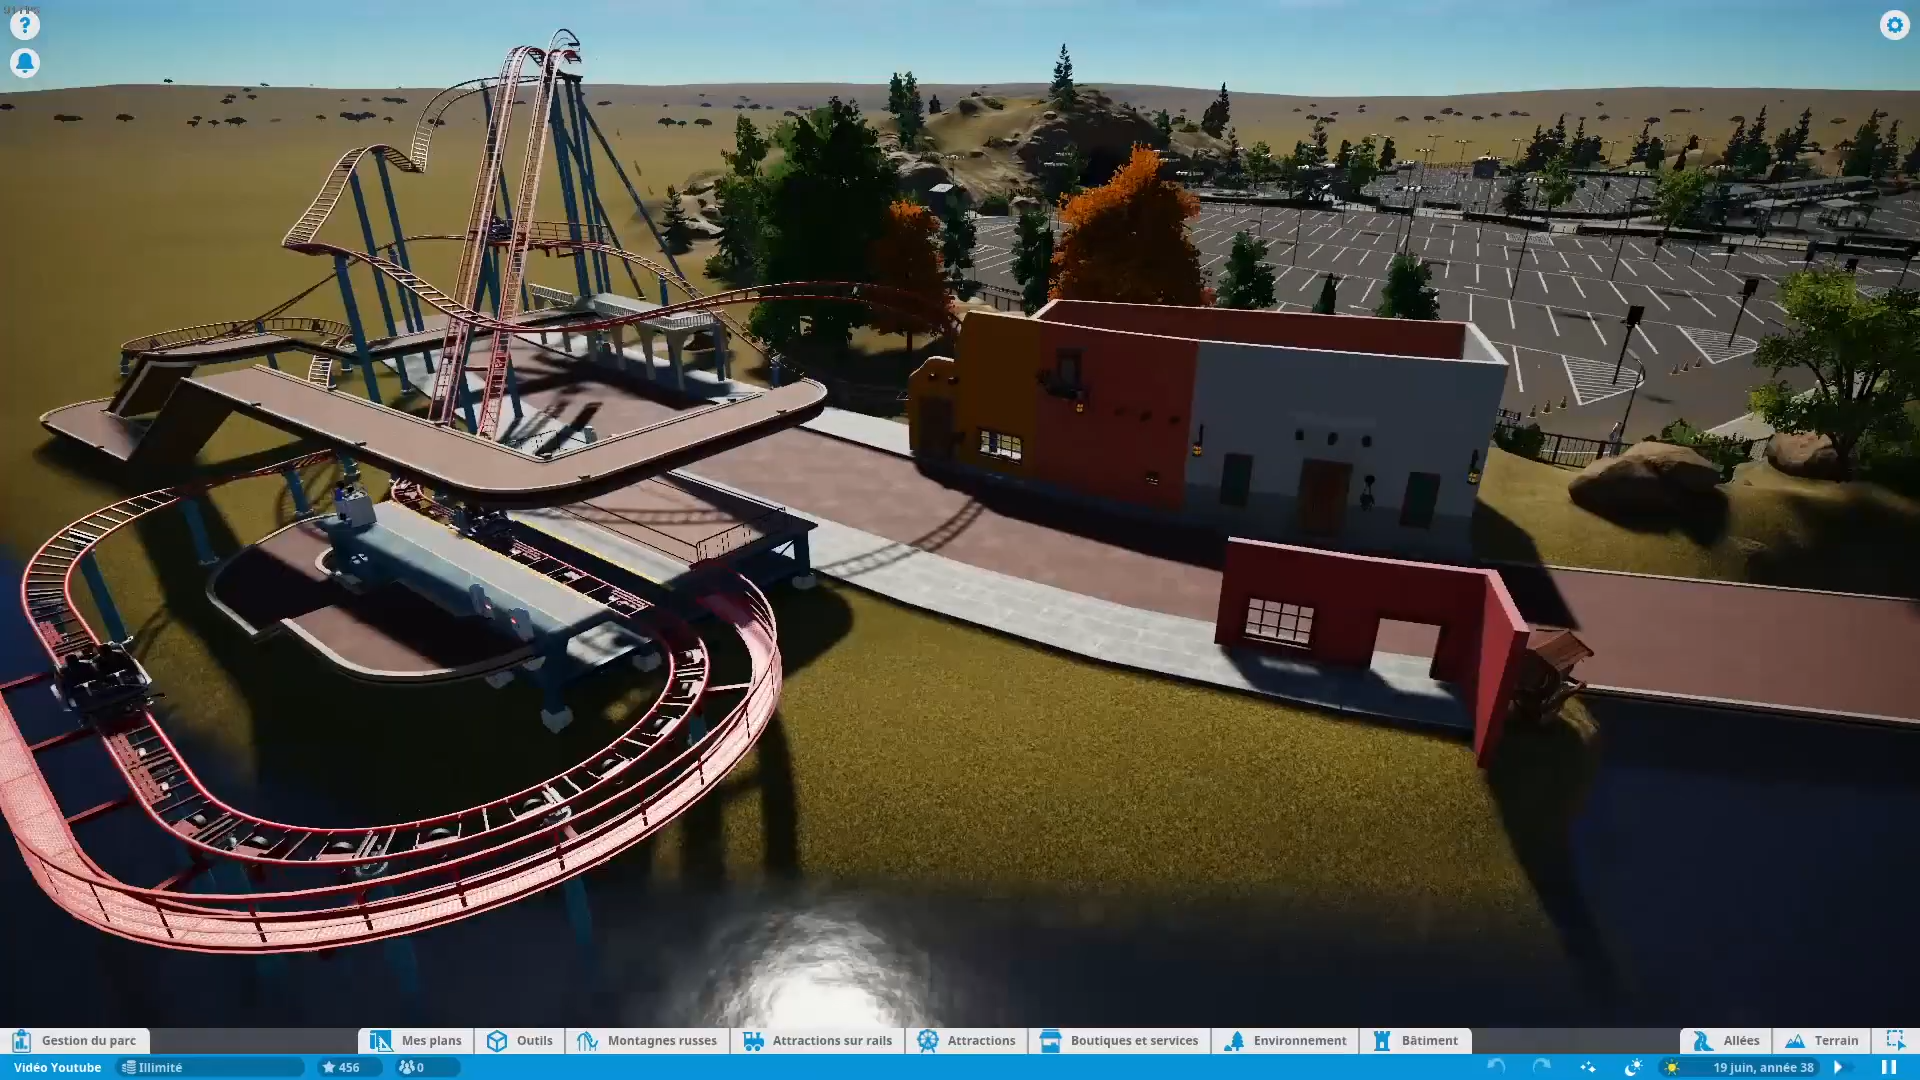 ?
Gestion du parc
Mes plans
Outils
Montagnes russes
Attractions sur rails
Attractions
Boutiques et services
Environnement
Bâtiment
Allées
Terrain
Vidéo Youtube
Illimité
456
0
19 juin, année 38